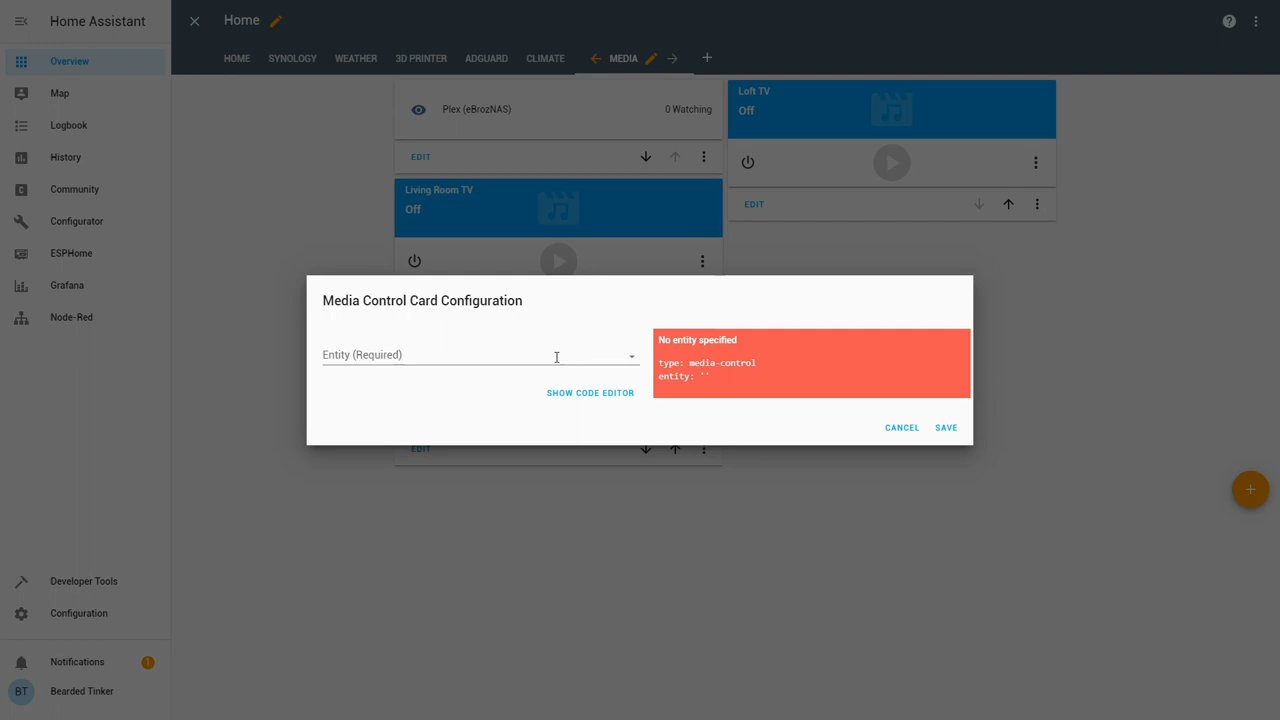 Home Assistant
Overview
Map
Logbook
History
Community
Configurator
ESPHome
Grafana
Node-Red
Developer Tools
Configuration
Notifications 1
BT Bearded Tinker
Home
HOME SYNOLOGY WEATHER 3D PRINTER ADGUARD CLIMATE MEDIA
Plex (eBrozNAS) 0 Watching
EDIT
Living Room TV
Off
Loft TV
Off
EDIT
Media Control Card Configuration
Entity (Required)
SHOW CODE EDITOR
No entity specified
type: media-control
entity: ''
CANCEL SAVE
EDIT